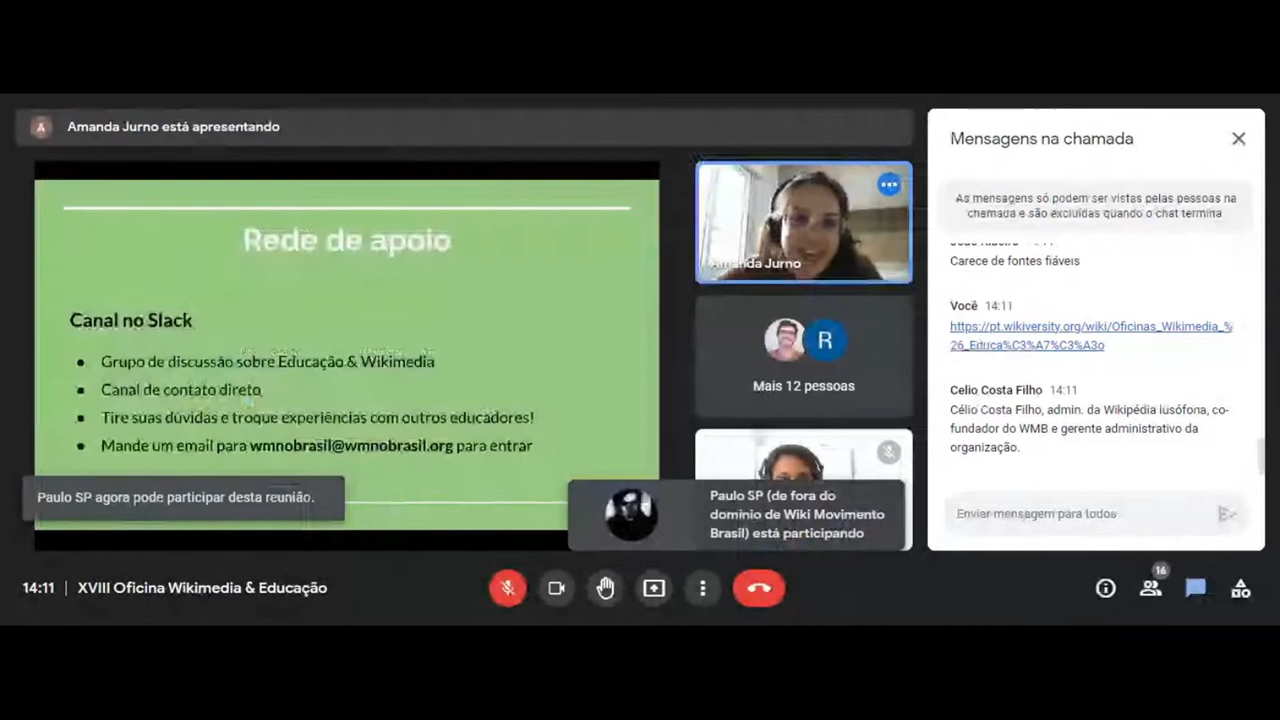 A
Amanda Jurno está apresentando
Rede de apoio
Canal no Slack
• Grupo de discussão sobre Educação & Wikimedia
• Canal de contato direto
• Tire suas dúvidas e troque experiências com outros educadores!
• Mande um email para wmnobrasil@wmnobrasil.org para entrar
Paulo SP agora pode participar desta reunião.
Amanda Jurno
R
Mais 12 pessoas
Paulo SP (de fora do
domínio de Wiki Movimento
Brasil) está participando
Mensagens na chamada
As mensagens só podem ser vistas pelas pessoas na
chamada e são excluídas quando o chat termina
Carece de fontes fiáveis
Você 14:11
https://pt.wikiversity.org/wiki/Oficinas_Wikimedia_%
26_Educa%C3%A7%C3%A3o
Celio Costa Filho 14:11
Célio Costa Filho, admin. da Wikipédia lusófona, co-
fundador do WMB e gerente administrativo da
organização.
Enviar mensagem para todos
14:11 | XVIII Oficina Wikimedia & Educação
16